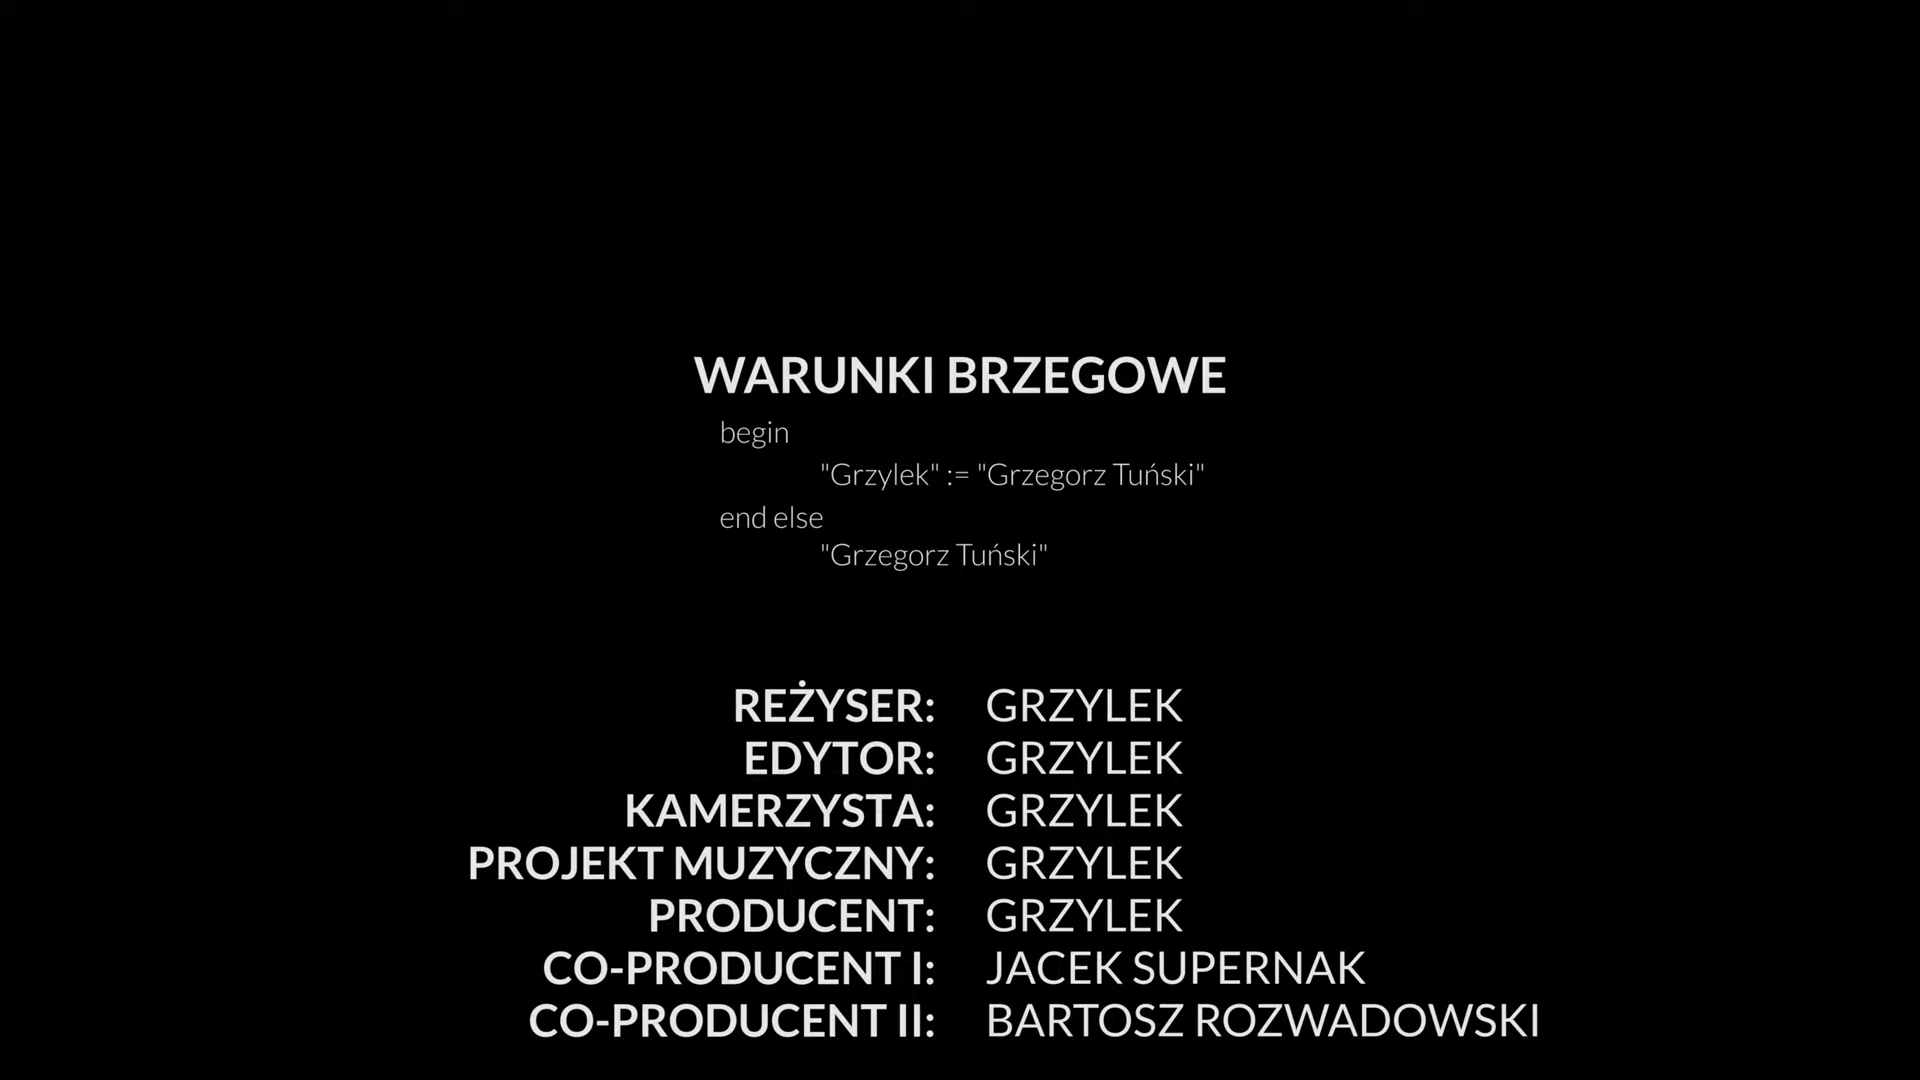 WARUNKI BRZEGOWE
begin
"Grzylek" := "Grzegorz Tuński"
end else
"Grzegorz Tuński"
REŻYSER: GRZYLEK
EDYTOR: GRZYLEK
KAMERZYSTA: GRZYLEK
PROJEKT MUZYCZNY: GRZYLEK
PRODUCENT: GRZYLEK
CO-PRODUCENT I: JACEK SUPERNAK
CO-PRODUCENT II: BARTOSZ ROZWADOWSKI